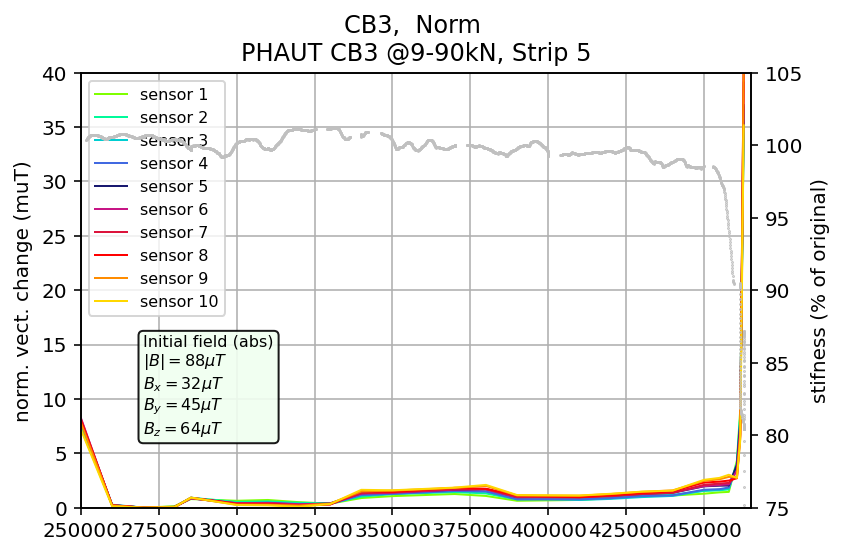 CB3,  Norm
PHAUT CB3 @9-90kN, Strip 5
40
35
30
25
20
15
10
5
0
norm. vect. change (muT)
sensor 1
sensor 2
sensor 3
sensor 4
sensor 5
sensor 6
sensor 7
sensor 8
sensor 9
sensor 10
Initial field (abs)
|B| = 88μT
Bx = 32μT
By = 45μT
Bz = 64μT
105
100
95
90
85
80
75
stifness (% of original)
250000 275000 300000 325000 350000 375000 400000 425000 450000